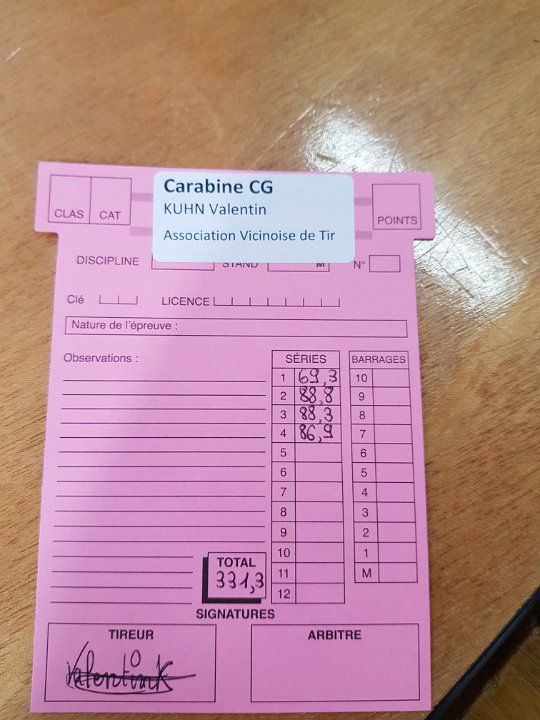 Carabine CG
KUHN Valentin
Association Vicinoise de Tir
CLAS CAT
POINTS
DISCIPLINE STAND M N°
Clé LICENCE
Nature de l'épreuve :
Observations :
SÉRIES BARRAGES
1 69,3 10
2 88,8 9
3 88,3 8
4 86,9 7
5 6
6 5
7 4
8 3
9 2
10 1
11 M
12
TOTAL
331,3
SIGNATURES
TIREUR ARBITRE